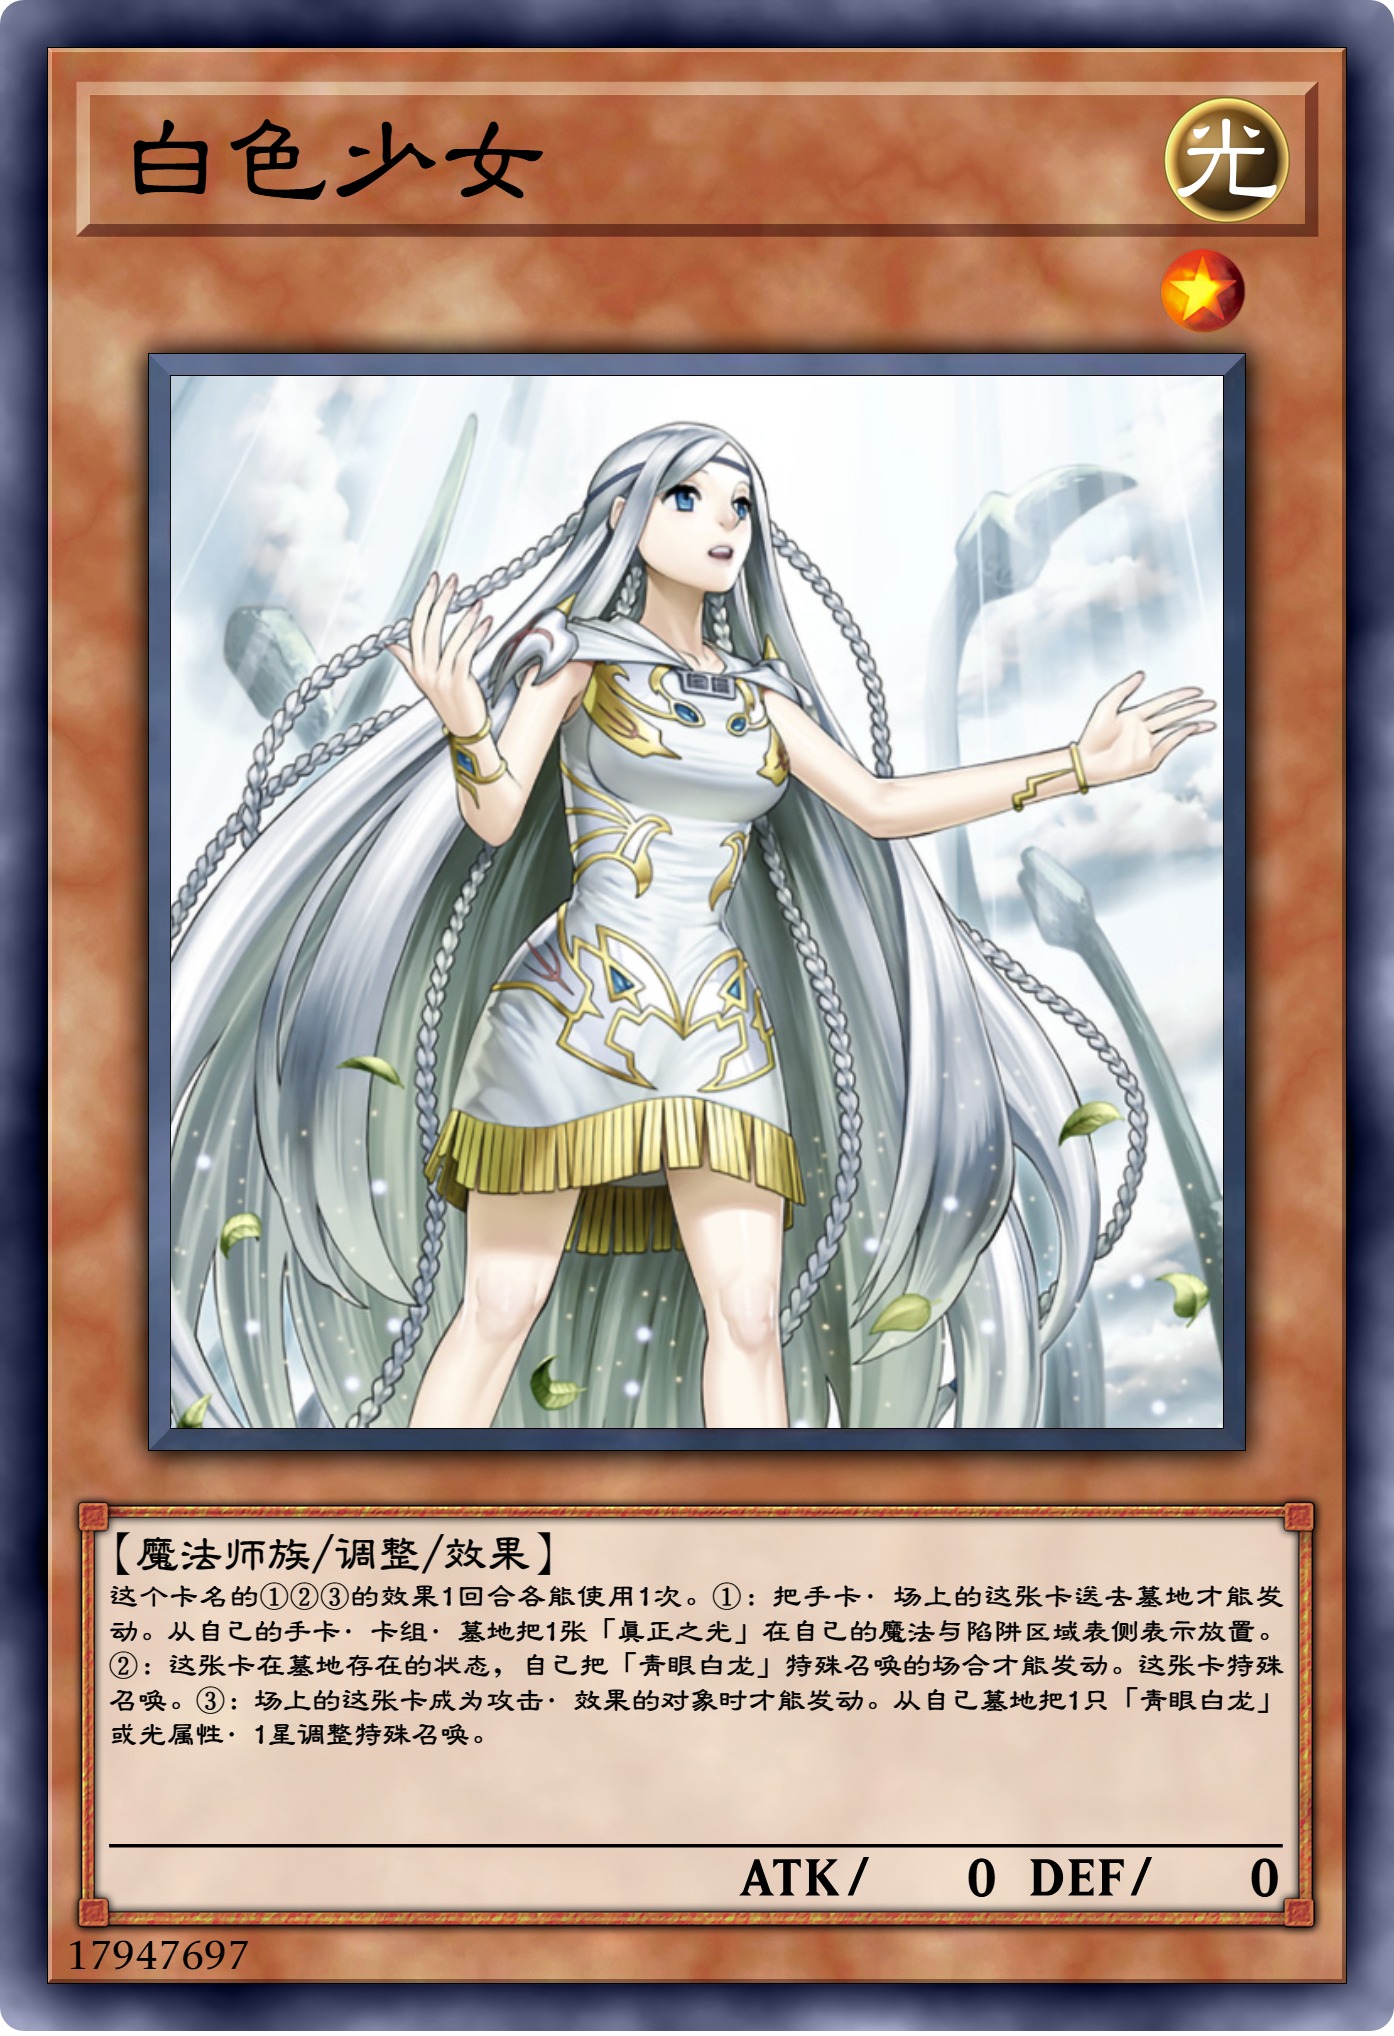 白色少女
光
【魔法师族/调整/效果】
这个卡名的①②③的效果1回合各能使用1次。①：把手卡·场上的这张卡送去墓地才能发
动。从自己的手卡·卡组·墓地把1张「真正之光」在自己的魔法与陷阱区域表侧表示放置。
②：这张卡在墓地存在的状态，自己把「青眼白龙」特殊召唤的场合才能发动。这张卡特殊
召唤。③：场上的这张卡成为攻击·效果的对象时才能发动。从自己墓地把1只「青眼白龙」
或光属性·1星调整特殊召唤。
ATK/ 0 DEF/ 0
17947697